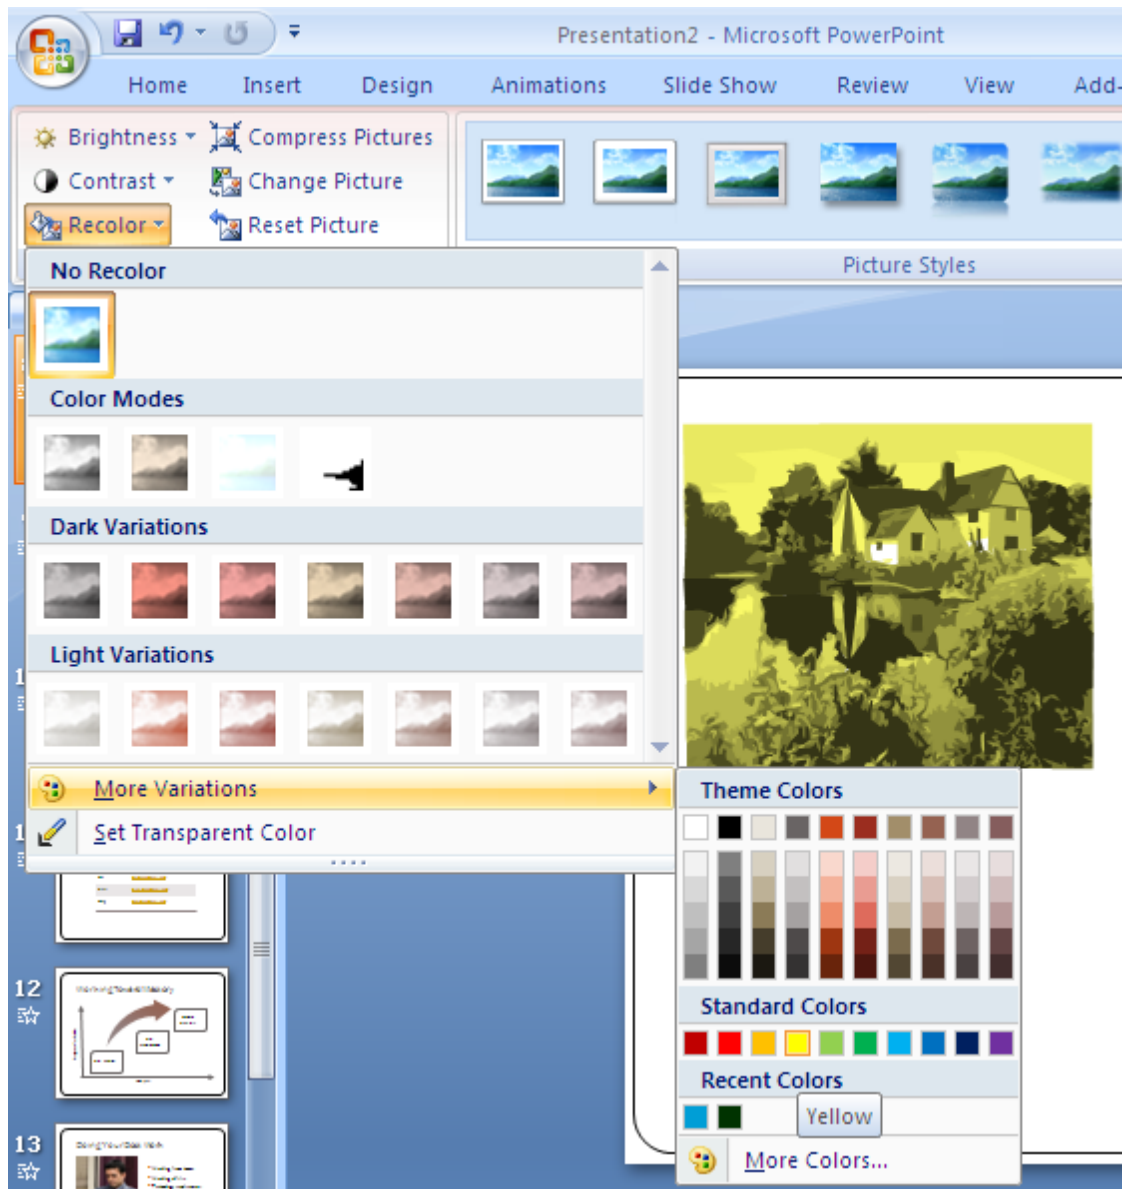 Presentation2 - Microsoft PowerPoint
Home Insert Design Animations Slide Show Review View Add-
Brightness Compress Pictures
Contrast Change Picture
Recolor Reset Picture
Picture Styles
No Recolor
Color Modes
Dark Variations
Light Variations
More Variations
Set Transparent Color
Theme Colors
Standard Colors
Recent Colors
Yellow
More Colors...
1
1
12
13